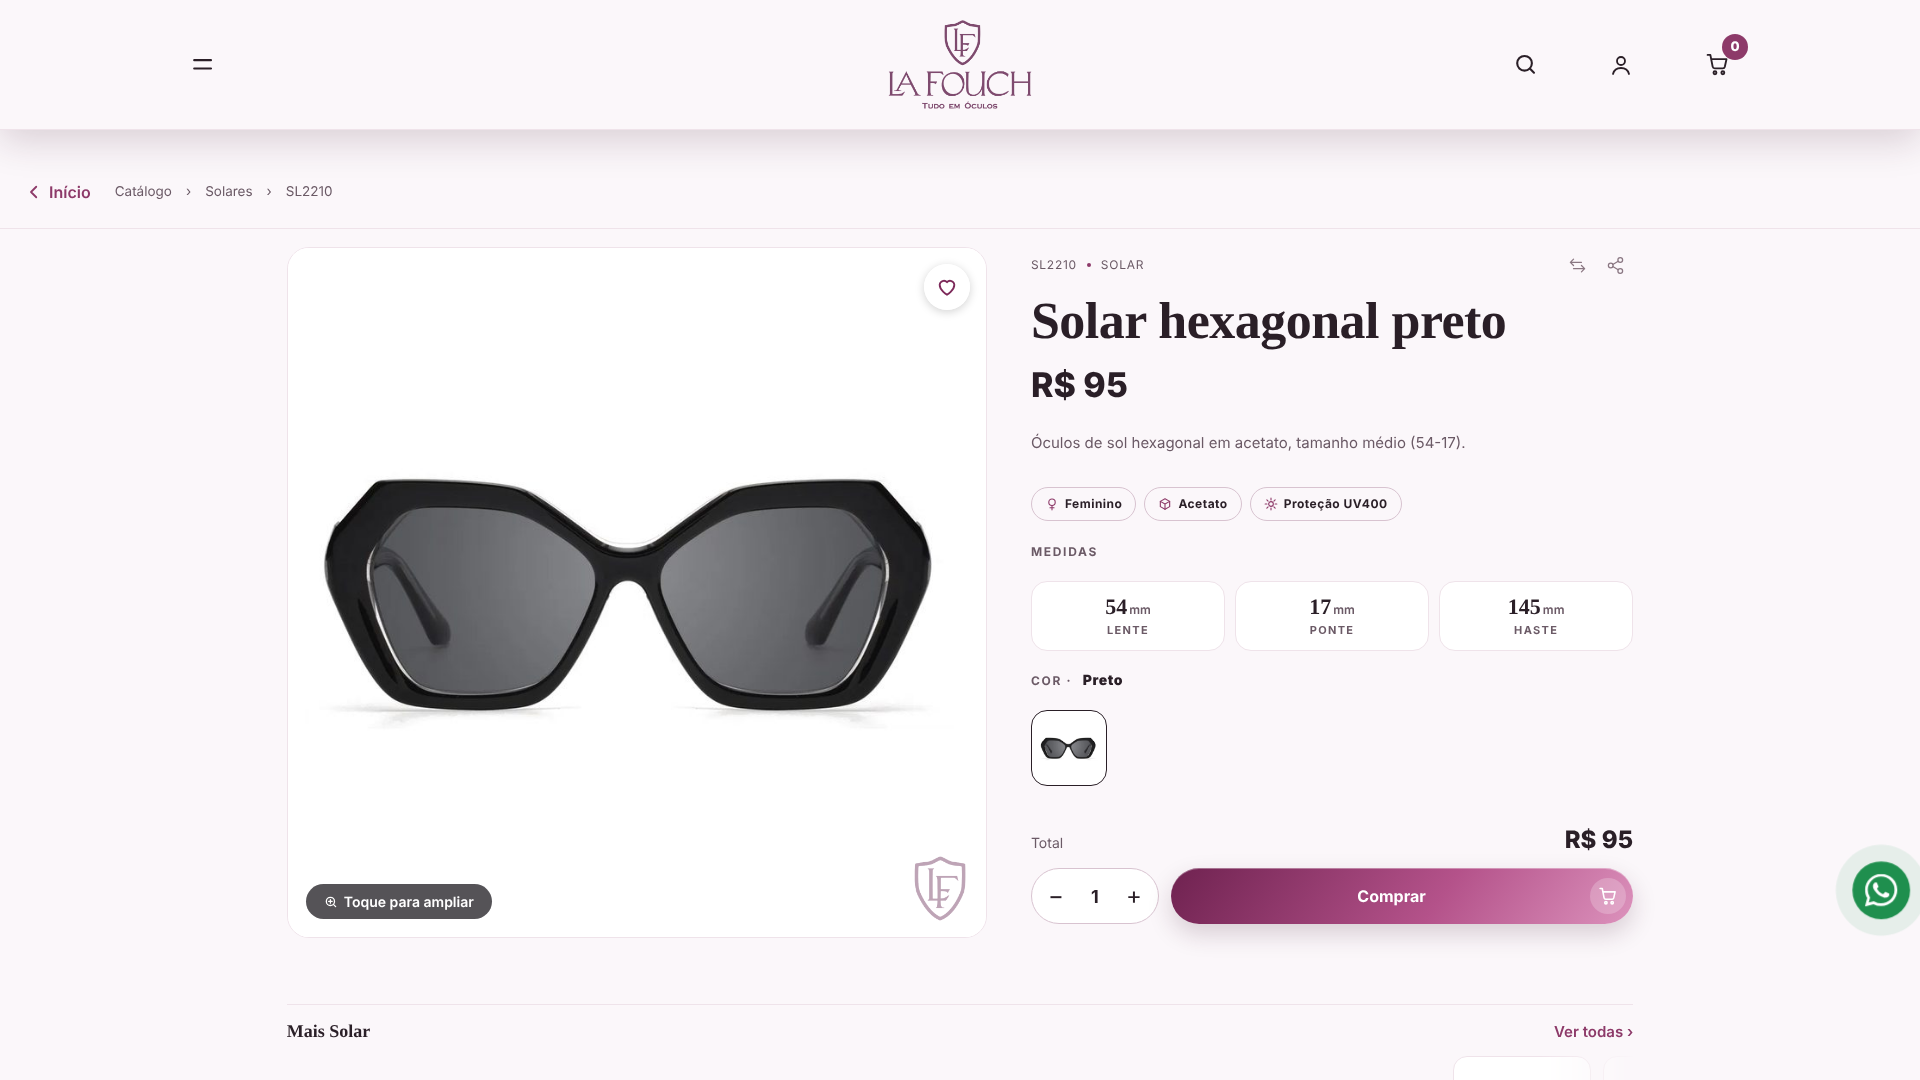 LF
LA FOUCH
Tudo em Óculos
0
Início
Catálogo › Solares › SL2210
SL2210 • SOLAR
Solar hexagonal preto
R$ 95
Óculos de sol hexagonal em acetato, tamanho médio (54-17).
Feminino
Acetato
Proteção UV400
MEDIDAS
54 mm
LENTE
17 mm
PONTE
145 mm
HASTE
COR · Preto
Total
R$ 95
− 1 +
Comprar
Toque para ampliar
LF
Mais Solar
Ver todas ›